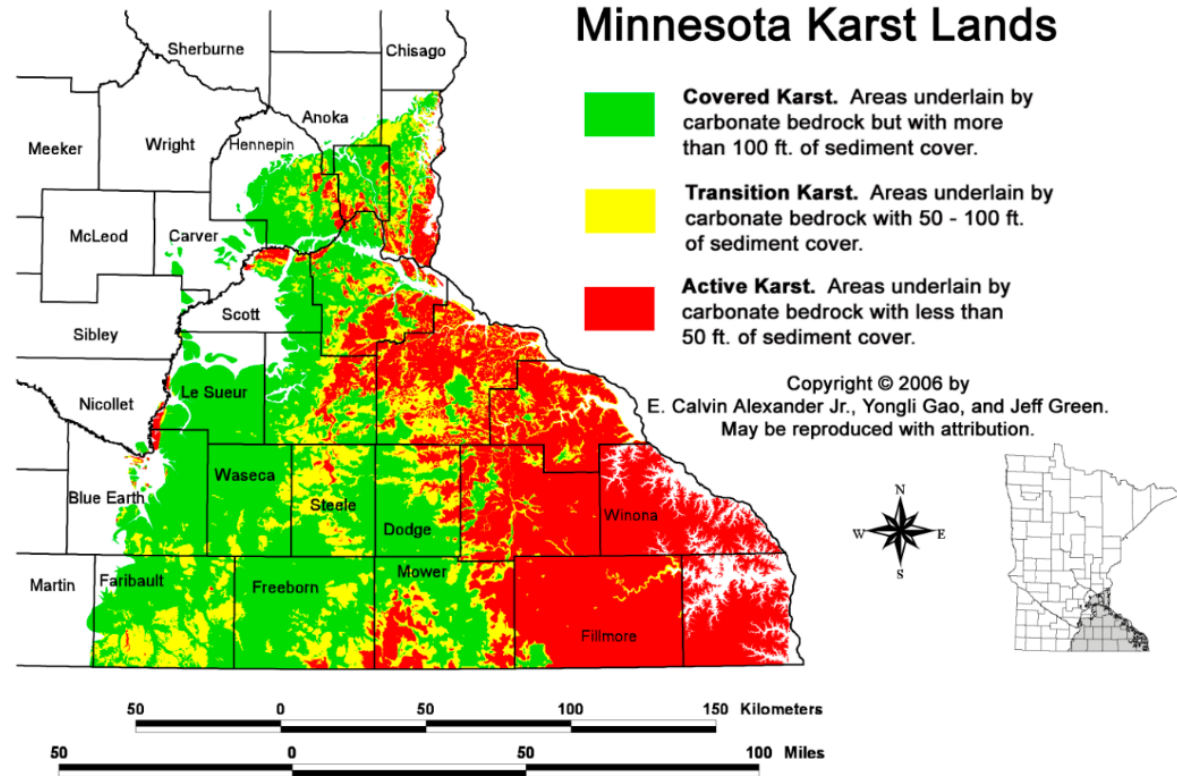 Minnesota Karst Lands
Covered Karst. Areas underlain by
carbonate bedrock but with more
than 100 ft. of sediment cover.
Transition Karst. Areas underlain by
carbonate bedrock with 50 - 100 ft.
of sediment cover.
Active Karst. Areas underlain by
carbonate bedrock with less than
50 ft. of sediment cover.
Copyright © 2006 by
E. Calvin Alexander Jr., Yongli Gao, and Jeff Green.
May be reproduced with attribution.
Sherburne
Chisago
Anoka
Meeker
Wright
Hennepin
McLeod
Carver
Scott
Sibley
Le Sueur
Nicollet
Waseca
Blue Earth
Steele
Dodge
Winona
Martin
Faribault
Freeborn
Mower
Fillmore
N
W E
S
50 0 50 100 150 Kilometers
50 0 50 100 Miles